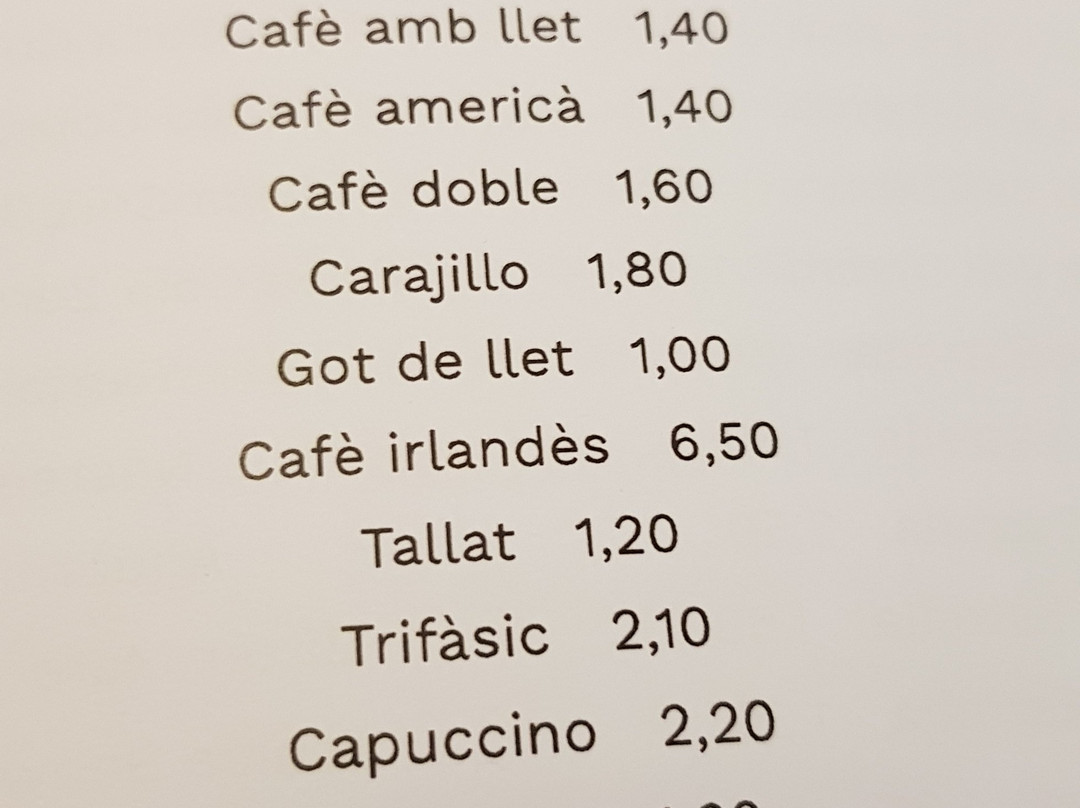 Cafè amb llet 1,40
Cafè americà 1,40
Cafè doble 1,60
Carajillo 1,80
Got de llet 1,00
Cafè irlandès 6,50
Tallat 1,20
Trifàsic 2,10
Capuccino 2,20